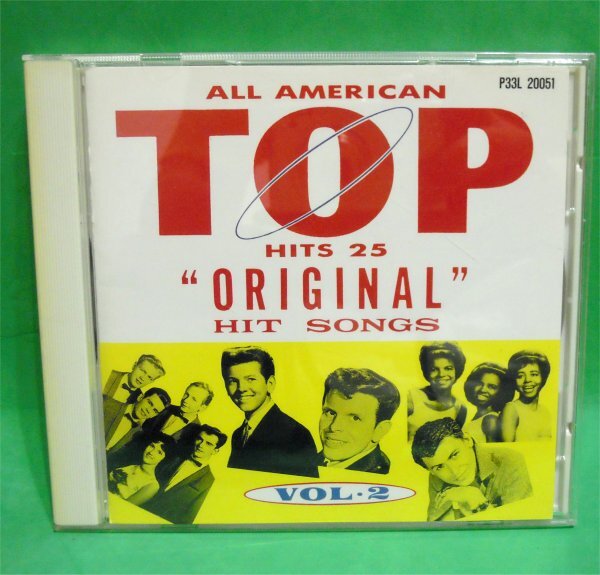 P33L 20051
ALL AMERICAN
TOP
HITS 25
"ORIGINAL"
HIT SONGS
VOL·2